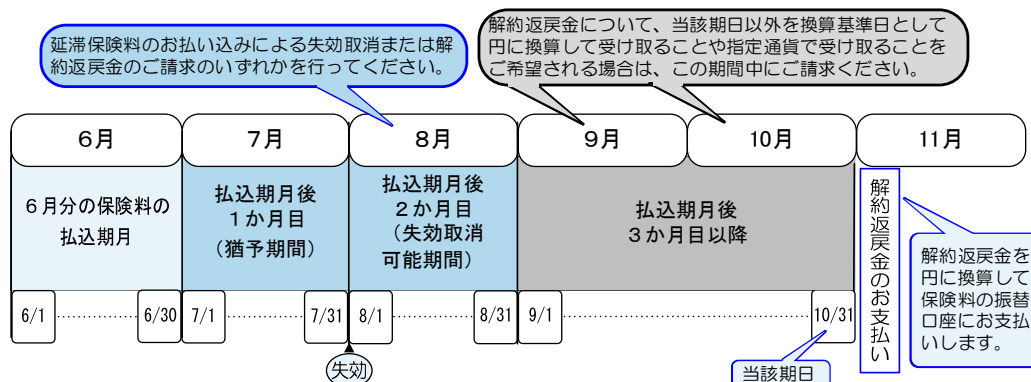 延滞保険料のお払い込みによる失効取消または解
約返戻金のご請求のいずれかを行ってください。
解約返戻金について、当該期日以外を換算基準日として
円に換算して受け取ることや指定通貨で受け取ることを
ご希望される場合は、この期間中にご請求ください。
6月
7月
8月
9月
10月
11月
6月分の保険料の
払込期月
払込期月後
1か月目
(猶予期間)
払込期月後
2か月目
(失効取消
可能期間)
払込期月後
3か月目以降
解約返戻金のお支払い
解約返戻金を
円に換算して
保険料の振替
口座にお支払
いします。
6/1
6/30
7/1
7/31
8/1
8/31
9/1
10/31
失効
当該期日